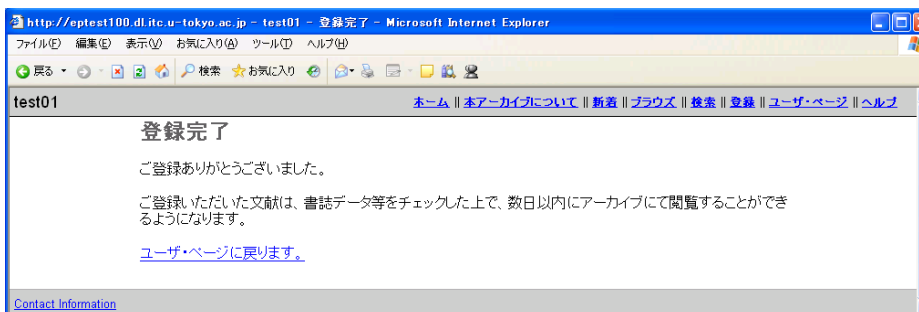 http://eptest100.dl.itc.u-tokyo.ac.jp - test01 - 登録完了 - Microsoft Internet Explorer
ファイル(F) 編集(E) 表示(V) お気に入り(A) ツール(T) ヘルプ(H)
戻る 検索 お気に入り
test01 ホーム || 本アーカイブについて || 新着 || ブラウズ || 検索 || 登録 || ユーザ・ページ || ヘルプ
登録完了
ご登録ありがとうございました。
ご登録いただいた文献は、書誌データ等をチェックした上で、数日以内にアーカイブにて閲覧することができ
るようになります。
ユーザ・ページに戻ります。
Contact Information